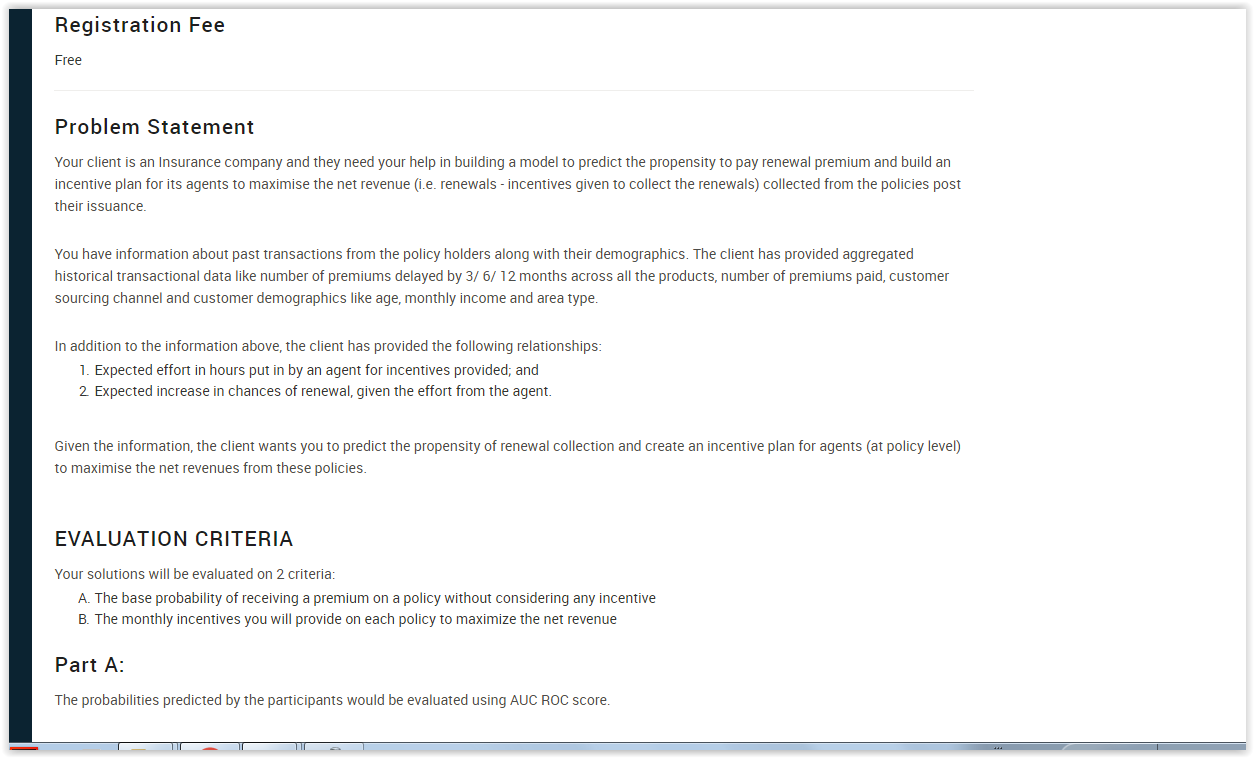 Registration Fee
Free
Problem Statement
Your client is an Insurance company and they need your help in building a model to predict the propensity to pay renewal premium and build an
incentive plan for its agents to maximise the net revenue (i.e. renewals - incentives given to collect the renewals) collected from the policies post
their issuance.
You have information about past transactions from the policy holders along with their demographics. The client has provided aggregated
historical transactional data like number of premiums delayed by 3/ 6/ 12 months across all the products, number of premiums paid, customer
sourcing channel and customer demographics like age, monthly income and area type.
In addition to the information above, the client has provided the following relationships:
1. Expected effort in hours put in by an agent for incentives provided; and
2. Expected increase in chances of renewal, given the effort from the agent.
Given the information, the client wants you to predict the propensity of renewal collection and create an incentive plan for agents (at policy level)
to maximise the net revenues from these policies.
EVALUATION CRITERIA
Your solutions will be evaluated on 2 criteria:
A. The base probability of receiving a premium on a policy without considering any incentive
B. The monthly incentives you will provide on each policy to maximize the net revenue
Part A:
The probabilities predicted by the participants would be evaluated using AUC ROC score.